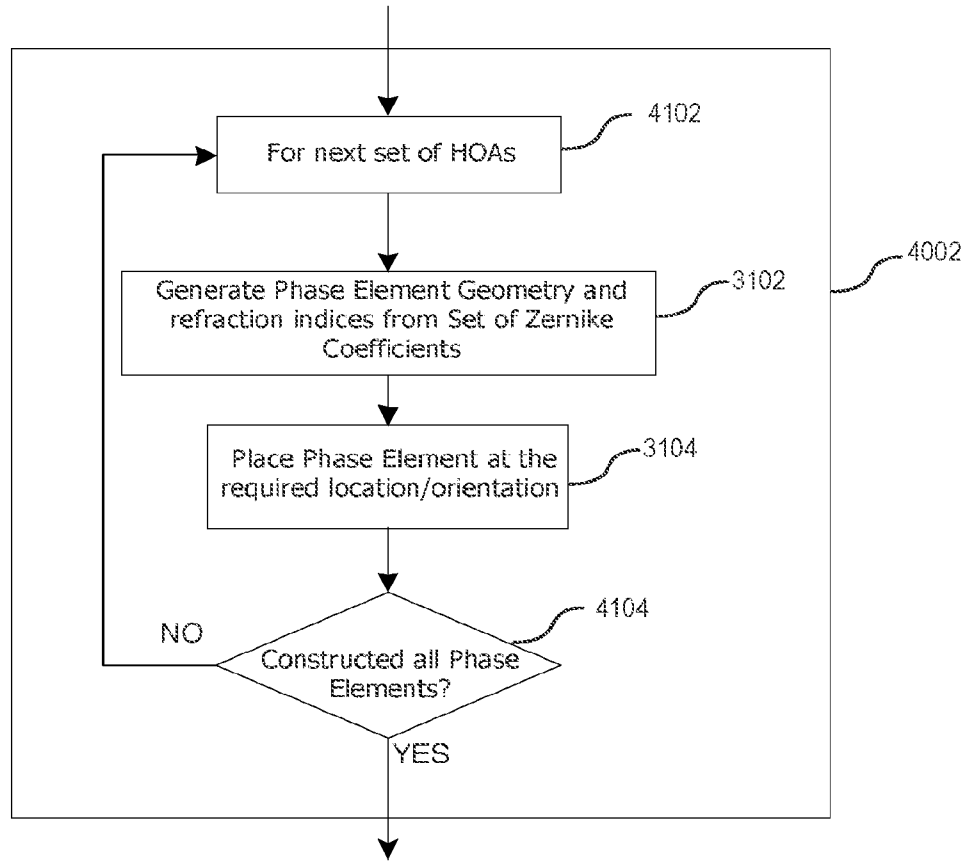 4102
For next set of HOAs
4002
3102
Generate Phase Element Geometry and
refraction indices from Set of Zernike
Coefficients
3104
Place Phase Element at the
required location/orientation
4104
NO
Constructed all Phase
Elements?
YES